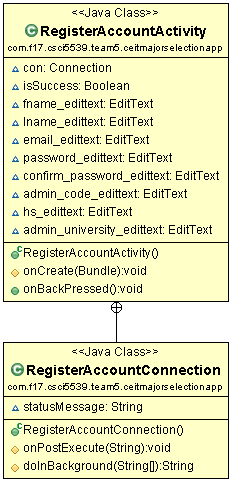 <<Java Class>>
RegisterAccountActivity
com.f17.csci5539.team5.ceitmajorselectionapp
con: Connection
isSuccess: Boolean
fname_edittext: EditText
lname_edittext: EditText
email_edittext: EditText
password_edittext: EditText
confirm_password_edittext: EditText
admin_code_edittext: EditText
hs_edittext: EditText
admin_university_edittext: EditText
RegisterAccountActivity()
onCreate(Bundle):void
onBackPressed():void
<<Java Class>>
RegisterAccountConnection
com.f17.csci5539.team5.ceitmajorselectionapp
statusMessage: String
RegisterAccountConnection()
onPostExecute(String):void
doInBackground(String[]):String